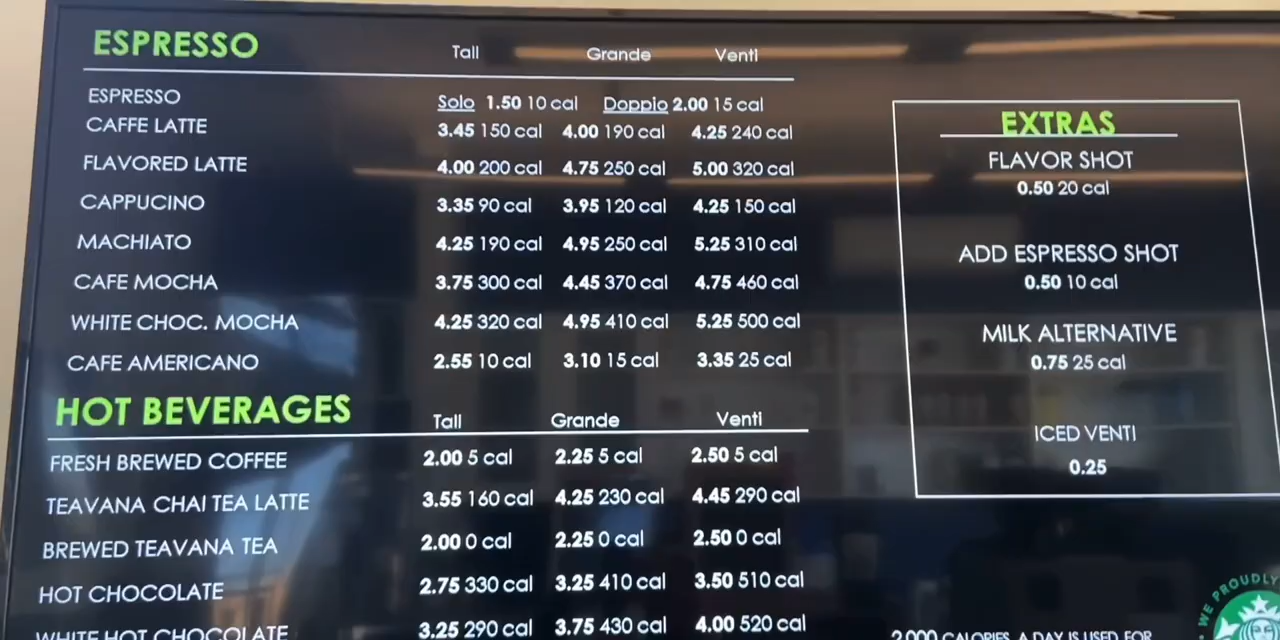 ESPRESSO Tall Grande Venti
ESPRESSO Solo 1.50 10 cal Doppio 2.00 15 cal
CAFFE LATTE 3.45 150 cal 4.00 190 cal 4.25 240 cal
FLAVORED LATTE 4.00 200 cal 4.75 250 cal 5.00 320 cal
CAPPUCINO 3.35 90 cal 3.95 120 cal 4.25 150 cal
MACHIATO 4.25 190 cal 4.95 250 cal 5.25 310 cal
CAFE MOCHA 3.75 300 cal 4.45 370 cal 4.75 460 cal
WHITE CHOC. MOCHA 4.25 320 cal 4.95 410 cal 5.25 500 cal
CAFE AMERICANO 2.55 10 cal 3.10 15 cal 3.35 25 cal
HOT BEVERAGES Tall Grande Venti
FRESH BREWED COFFEE 2.00 5 cal 2.25 5 cal 2.50 5 cal
TEAVANA CHAI TEA LATTE 3.55 160 cal 4.25 230 cal 4.45 290 cal
BREWED TEAVANA TEA 2.00 0 cal 2.25 0 cal 2.50 0 cal
HOT CHOCOLATE 2.75 330 cal 3.25 410 cal 3.50 510 cal
WHITE HOT CHOCOLATE 3.25 290 cal 3.75 430 cal 4.00 520 cal
EXTRAS
FLAVOR SHOT
0.50 20 cal
ADD ESPRESSO SHOT
0.50 10 cal
MILK ALTERNATIVE
0.75 25 cal
ICED VENTI
0.25
WE PROUDLY
2,000 CALORIES A DAY IS USED FOR